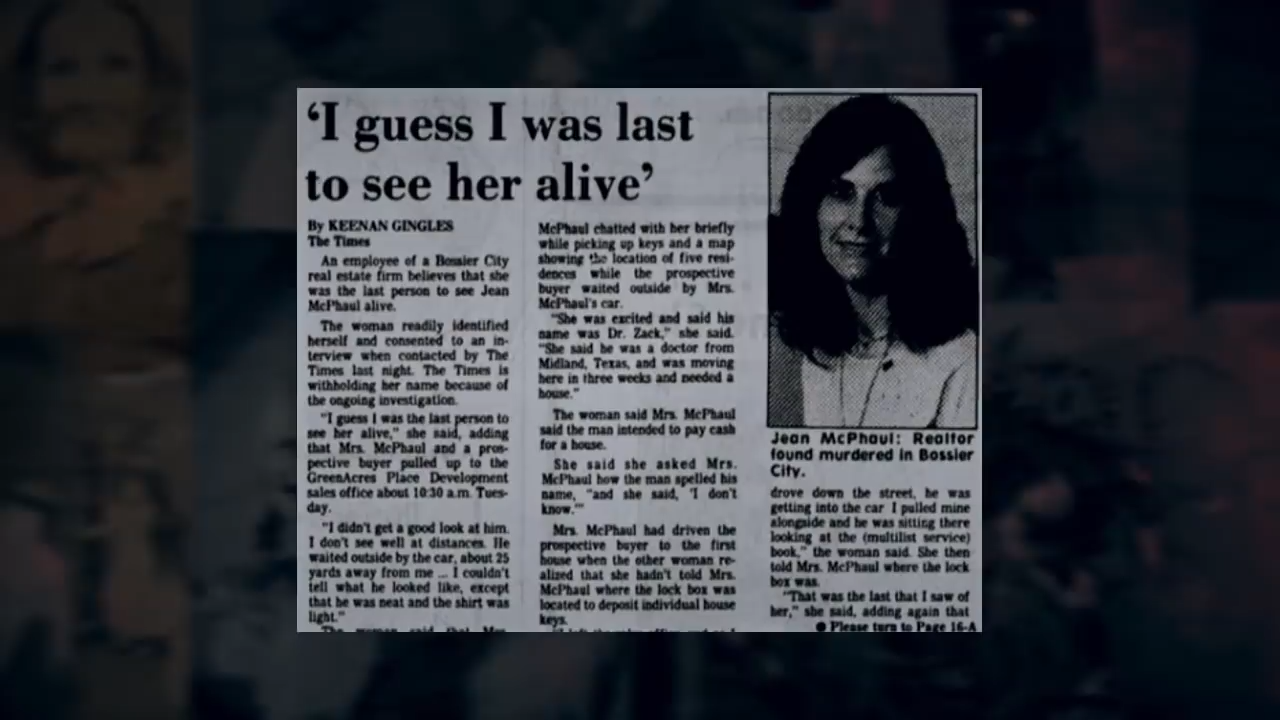 ‘I guess I was last
to see her alive’
By KEENAN GINGLES
The Times
An employee of a Bossier City
real estate firm believes that she
was the last person to see Jean
McPhaul alive.
The woman readily identified
herself and consented to an in-
terview when contacted by The
Times last night. The Times is
withholding her name because of
the ongoing investigation.
"I guess I was the last person to
see her alive," she said, adding
that Mrs. McPhaul and a pros-
pective buyer pulled up to the
GreenAcres Place Development
sales office about 10:30 a.m. Tues-
day.
"I didn't get a good look at him.
I don't see well at distances. He
waited outside by the car, about 25
yards away from me ... I couldn't
tell what he looked like, except
that he was neat and the shirt was
light."
The woman said that Mrs.
McPhaul chatted with her briefly
while picking up keys and a map
showing the location of five resi-
dences while the prospective
buyer waited outside by Mrs.
McPhaul's car.
"She was excited and said his
name was Dr. Zack," she said.
"She said he was a doctor from
Midland, Texas, and was moving
here in three weeks and needed a
house."
The woman said Mrs. McPhaul
said the man intended to pay cash
for a house.
She said she asked Mrs.
McPhaul how the man spelled his
name, "and she said, 'I don't
know.'"
Mrs. McPhaul had driven the
prospective buyer to the first
house when the other woman re-
alized that she hadn't told Mrs.
McPhaul where the lock box was
located to deposit individual house
keys.
Jean McPhaul: Realtor
found murdered in Bossier
City.
drove down the street, he was
getting into the car I pulled mine
alongside and he was sitting there
looking at the (multilist service)
book," the woman said. She then
told Mrs. McPhaul where the lock
box was.
"That was the last that I saw of
her," she said, adding again that
● Please turn to Page 16-A